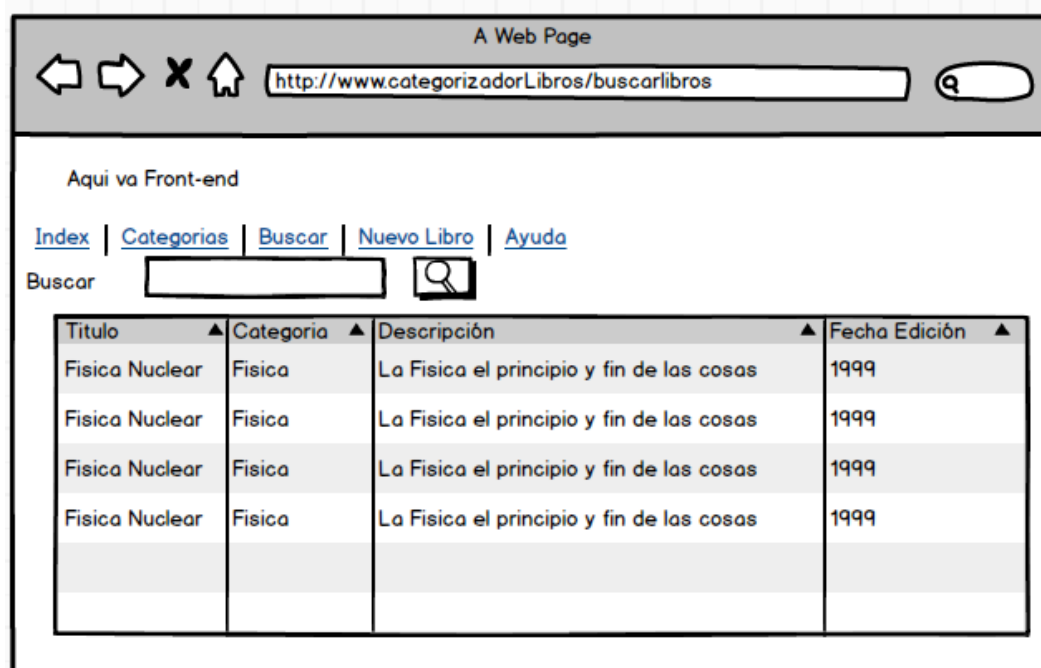 A Web Page
http://www.categorizadorLibros/buscarlibros
Aqui va Front-end
Index | Categorias | Buscar | Nuevo Libro | Ayuda
Buscar
Titulo Categoria Descripción Fecha Edición
Fisica Nuclear Fisica La Fisica el principio y fin de las cosas 1999
Fisica Nuclear Fisica La Fisica el principio y fin de las cosas 1999
Fisica Nuclear Fisica La Fisica el principio y fin de las cosas 1999
Fisica Nuclear Fisica La Fisica el principio y fin de las cosas 1999